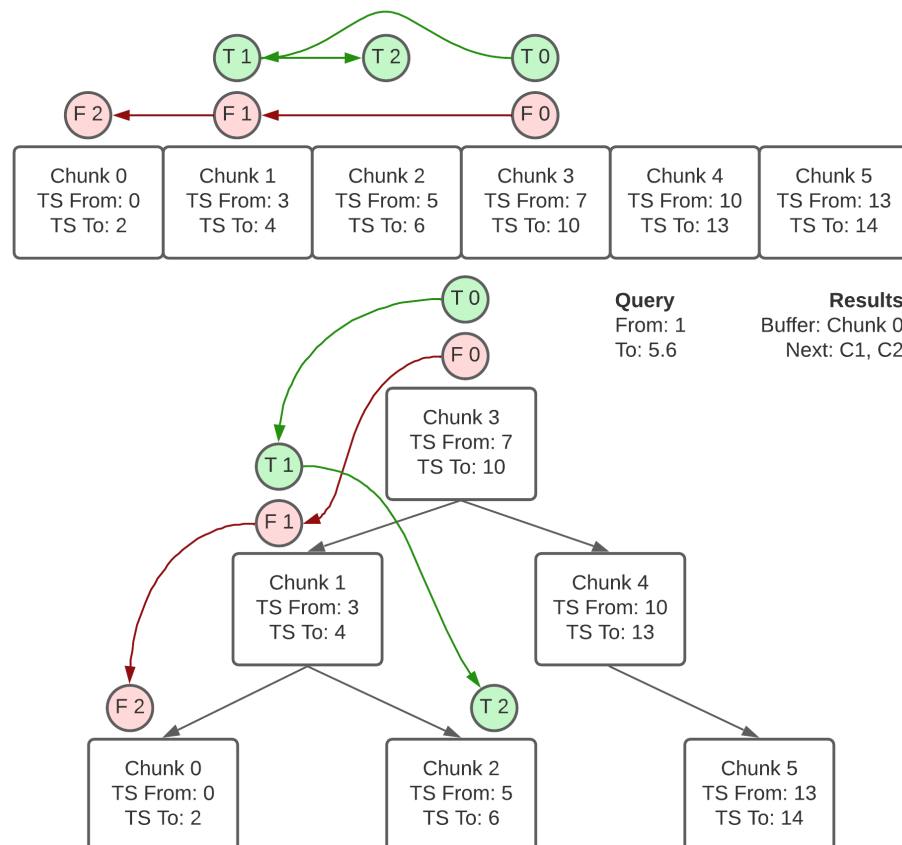 T 1
T 2
T 0
F 2
F 1
F 0
Chunk 0
TS From: 0
TS To: 2
Chunk 1
TS From: 3
TS To: 4
Chunk 2
TS From: 5
TS To: 6
Chunk 3
TS From: 7
TS To: 10
Chunk 4
TS From: 10
TS To: 13
Chunk 5
TS From: 13
TS To: 14
T 0
Query
From: 1
To: 5.6
Results
Buffer: Chunk 0
Next: C1, C2
F 0
Chunk 3
TS From: 7
TS To: 10
T 1
F 1
Chunk 1
TS From: 3
TS To: 4
Chunk 4
TS From: 10
TS To: 13
F 2
T 2
Chunk 0
TS From: 0
TS To: 2
Chunk 2
TS From: 5
TS To: 6
Chunk 5
TS From: 13
TS To: 14